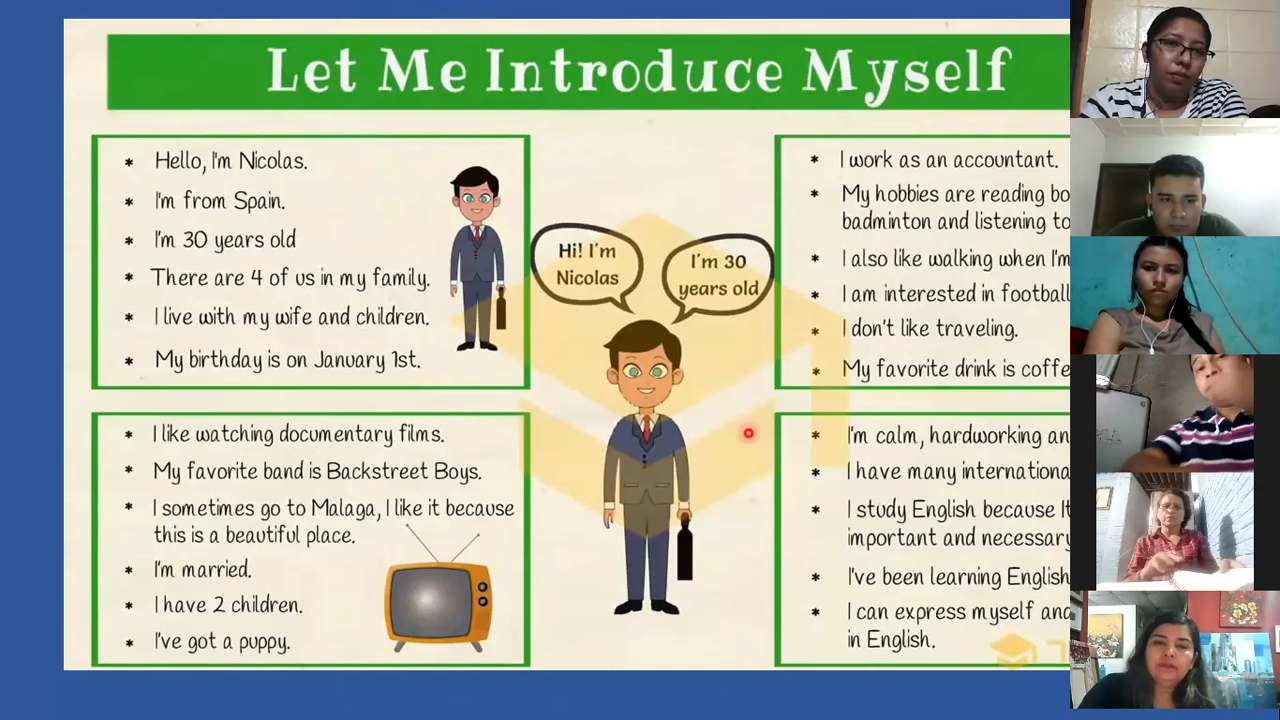 Let Me Introduce Myself
* Hello, I'm Nicolas.
* I'm from Spain.
* I'm 30 years old
* There are 4 of us in my family.
* I live with my wife and children.
* My birthday is on January 1st.
Hi! I'm
Nicolas
I'm 30
years old
* I work as an accountant.
* My hobbies are reading bo
badminton and listening to
* I also like walking when I'm
* I am interested in football
* I don't like traveling.
* My favorite drink is coffe
* I like watching documentary films.
* My favorite band is Backstreet Boys.
* I sometimes go to Malaga, I like it because
this is a beautiful place.
* I'm married.
* I have 2 children.
* I've got a puppy.
* I'm calm, hardworking an
* I have many internationa
* I study English because It
important and necessary
* I've been learning English
* I can express myself and
in English.